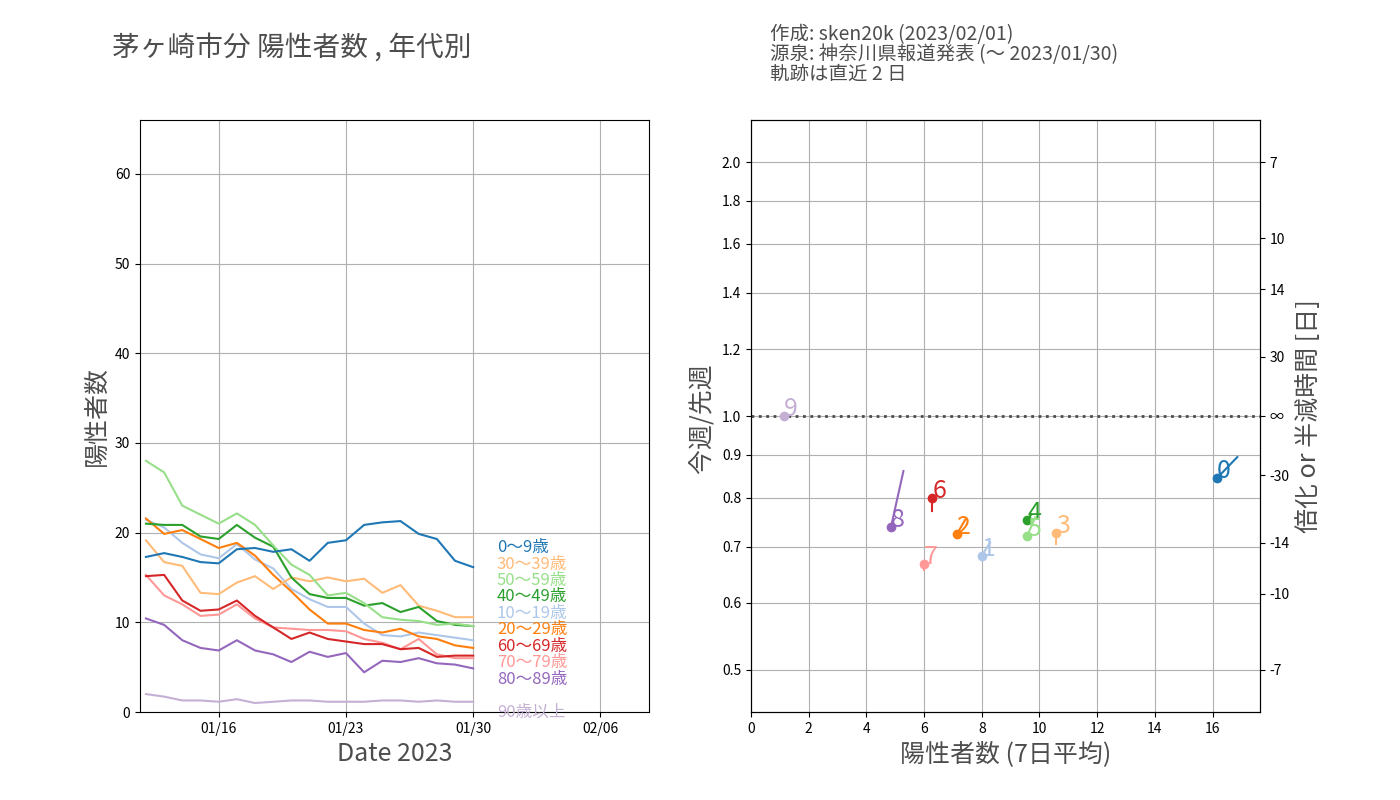 茅ヶ崎市分 陽性者数 , 年代別
作成: sken20k (2023/02/01)
源泉: 神奈川県報道発表 (～ 2023/01/30)
軌跡は直近 2 日
陽性者数
60
50
40
30
20
10
0
01/16
01/23
01/30
02/06
Date 2023
0～9歳
30～39歳
50～59歳
40～49歳
10～19歳
20～29歳
60～69歳
70～79歳
80～89歳
90歳以上
今週/先週
2.0
1.8
1.6
1.4
1.2
1.0
0.9
0.8
0.7
0.6
0.5
9
0
6
8
4
2
5
3
1
7
0
2
4
6
8
10
12
14
16
陽性者数 (7日平均)
7
10
14
30
∞
-30
-14
-10
-7
倍化 or 半減時間 [日]